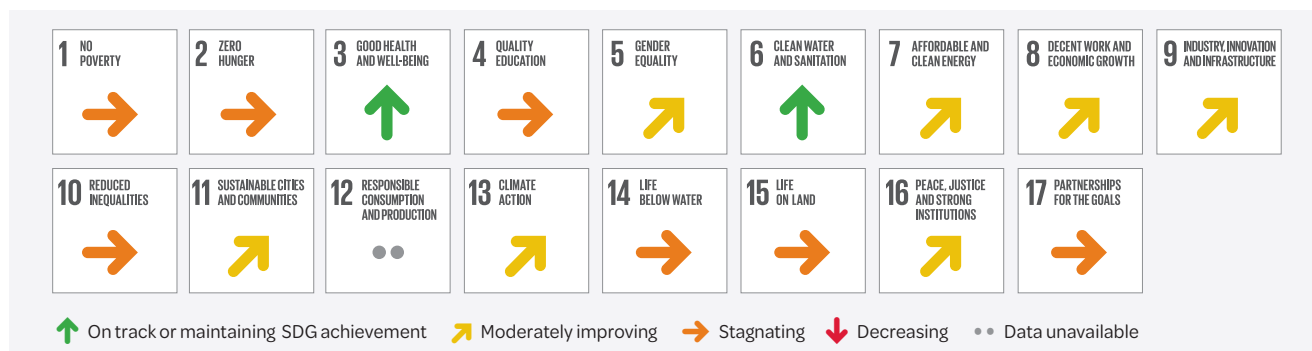 1 NO
POVERTY
2 ZERO
HUNGER
3 GOOD HEALTH
AND WELL-BEING
4 QUALITY
EDUCATION
5 GENDER
EQUALITY
6 CLEAN WATER
AND SANITATION
7 AFFORDABLE AND
CLEAN ENERGY
8 DECENT WORK AND
ECONOMIC GROWTH
9 INDUSTRY, INNOVATION
AND INFRASTRUCTURE
10 REDUCED
INEQUALITIES
11 SUSTAINABLE CITIES
AND COMMUNITIES
12 RESPONSIBLE
CONSUMPTION
AND PRODUCTION
13 CLIMATE
ACTION
14 LIFE
BELOW WATER
15 LIFE
ON LAND
16 PEACE, JUSTICE
AND STRONG
INSTITUTIONS
17 PARTNERSHIPS
FOR THE GOALS
On track or maintaining SDG achievement Moderately improving Stagnating Decreasing Data unavailable